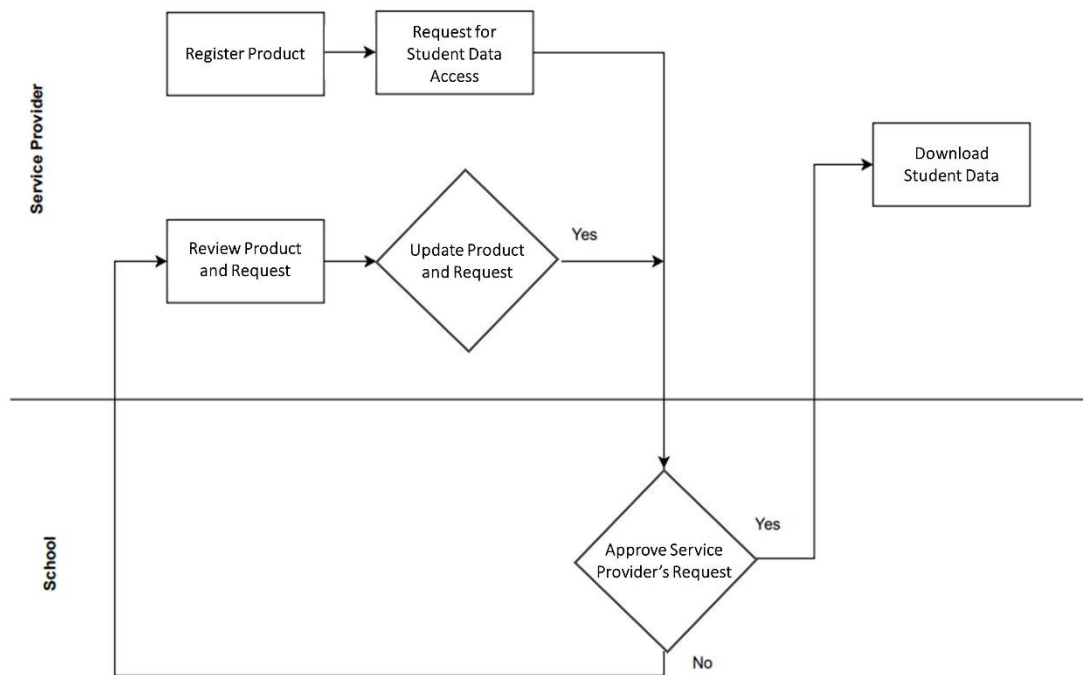 Service Provider
Register Product
Request for
Student Data
Access
Download
Student Data
Review Product
and Request
Update Product
and Request
Yes
School
Approve Service
Provider’s Request
Yes
No